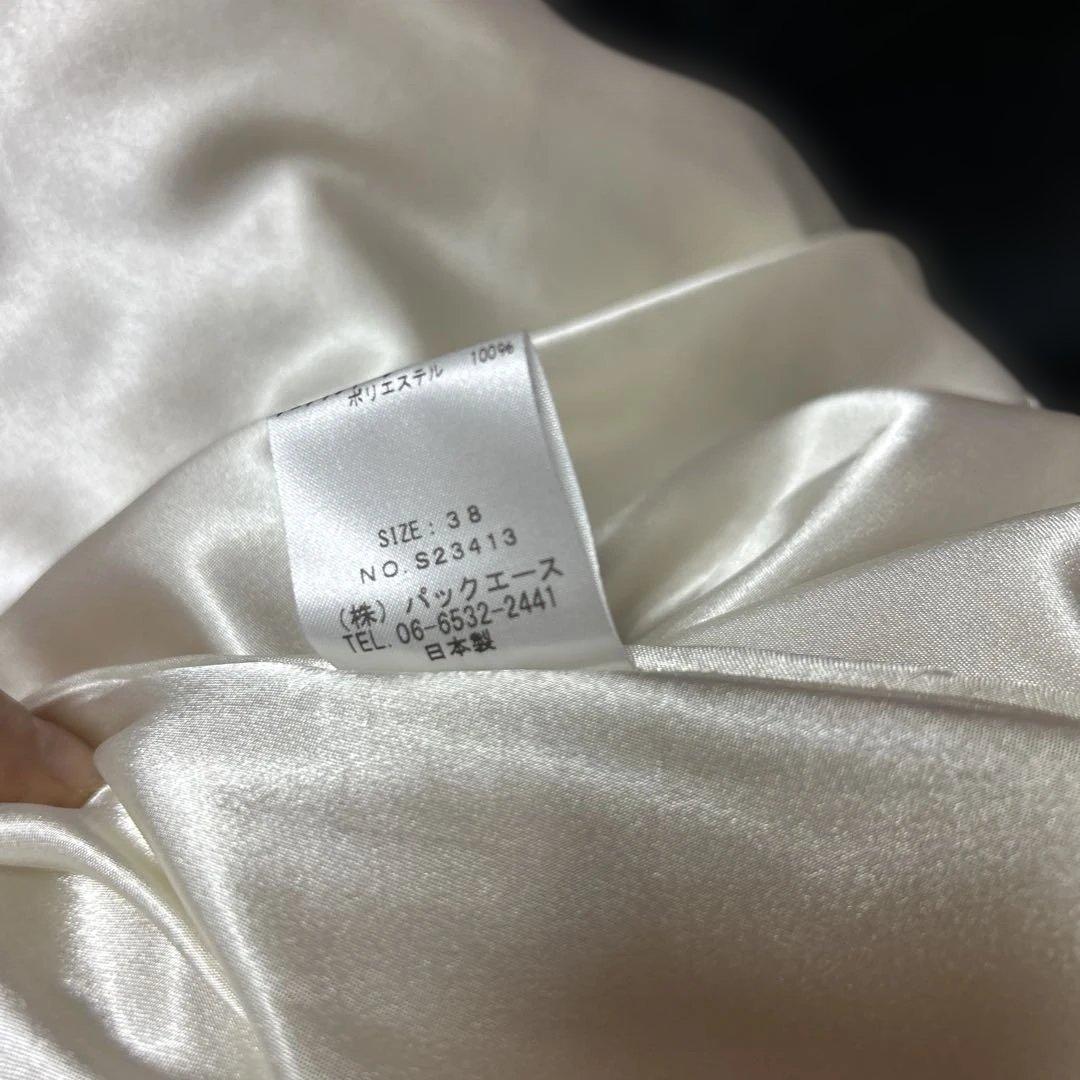 ポリエステル 100%
SIZE : 38
NO. S23413
(株) パックエース
TEL. 06-6532-2441
日本製